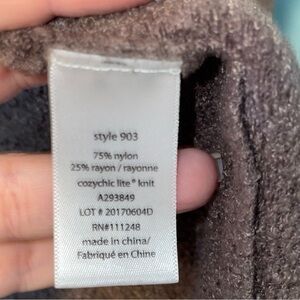 style 903
75% nylon
25% rayon / rayonne
cozychic lite® knit
A293849
LOT # 20170604D
RN#111248
made in china/
Fabriqué en Chine